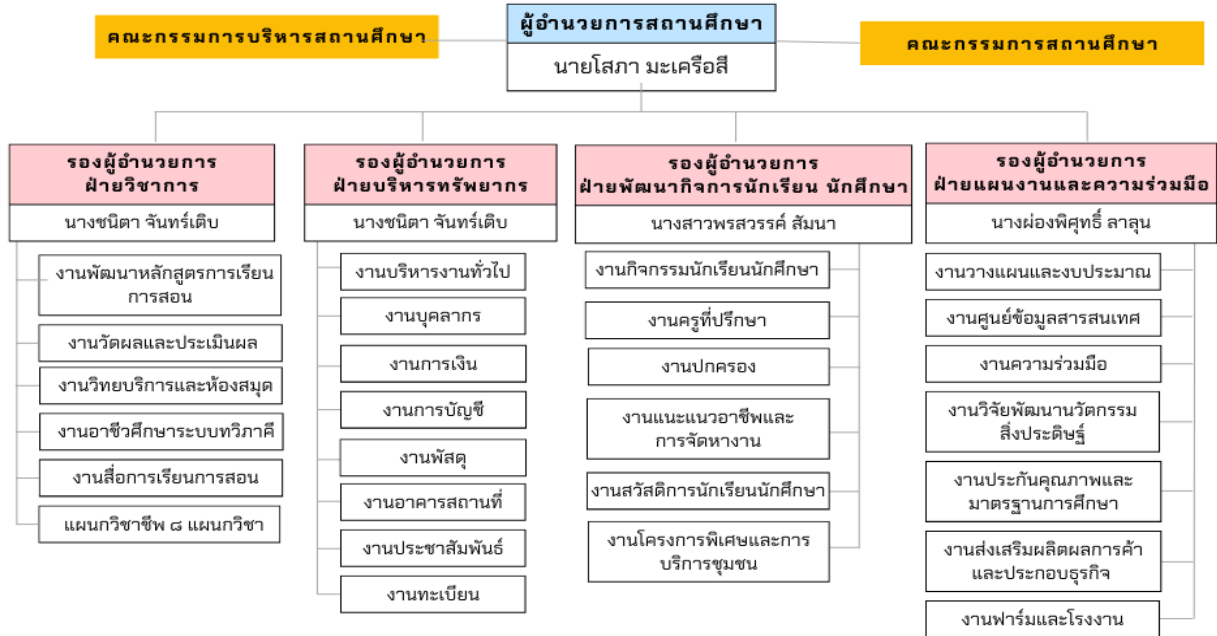 คณะกรรมการบริหารสถานศึกษา
ผู้อำนวยการสถานศึกษา
นายโสภา มะเครือสี
คณะกรรมการสถานศึกษา
รองผู้อำนวยการ
ฝ่ายวิชาการ
นางชนิตา จันทร์เติบ
งานพัฒนาหลักสูตรการเรียน
การสอน
งานวัดผลและประเมินผล
งานวิทยบริการและห้องสมุด
งานอาชีวศึกษาระบบทวิภาคี
งานสื่อการเรียนการสอน
แผนกวิชาชีพ ๘ แผนกวิชา
รองผู้อำนวยการ
ฝ่ายบริหารทรัพยากร
นางชนิตา จันทร์เติบ
งานบริหารงานทั่วไป
งานบุคลากร
งานการเงิน
งานการบัญชี
งานพัสดุ
งานอาคารสถานที่
งานประชาสัมพันธ์
งานทะเบียน
รองผู้อำนวยการ
ฝ่ายพัฒนากิจการนักเรียน นักศึกษา
นางสาวพรสวรรค์ สัมนา
งานกิจกรรมนักเรียนนักศึกษา
งานครูที่ปรึกษา
งานปกครอง
งานแนะแนวอาชีพและ
การจัดหางาน
งานสวัสดิการนักเรียนนักศึกษา
งานโครงการพิเศษและการ
บริการชุมชน
รองผู้อำนวยการ
ฝ่ายแผนงานและความร่วมมือ
นางผ่องพิศุทธิ์ ลาลุน
งานวางแผนและงบประมาณ
งานศูนย์ข้อมูลสารสนเทศ
งานความร่วมมือ
งานวิจัยพัฒนานวัตกรรม
สิ่งประดิษฐ์
งานประกันคุณภาพและ
มาตรฐานการศึกษา
งานส่งเสริมผลิตผลการค้า
และประกอบธุรกิจ
งานฟาร์มและโรงงาน